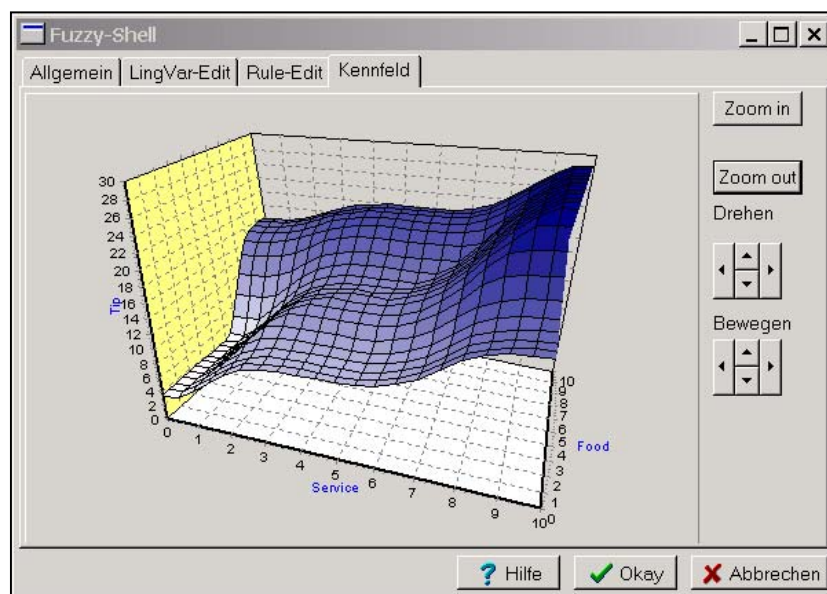 Fuzzy-Shell
Allgemein LingVar-Edit Rule-Edit Kennfeld
Zoom in
Zoom out
Drehen
Bewegen
30
28
26
24
22
20
18
16
14
12
10
8
6
4
2
0
Tip
0 1 2 3 4 5 6 7 8 9 10
Service
0 1 2 3 4 5 6 7 8 9 10
Food
Hilfe Okay Abbrechen